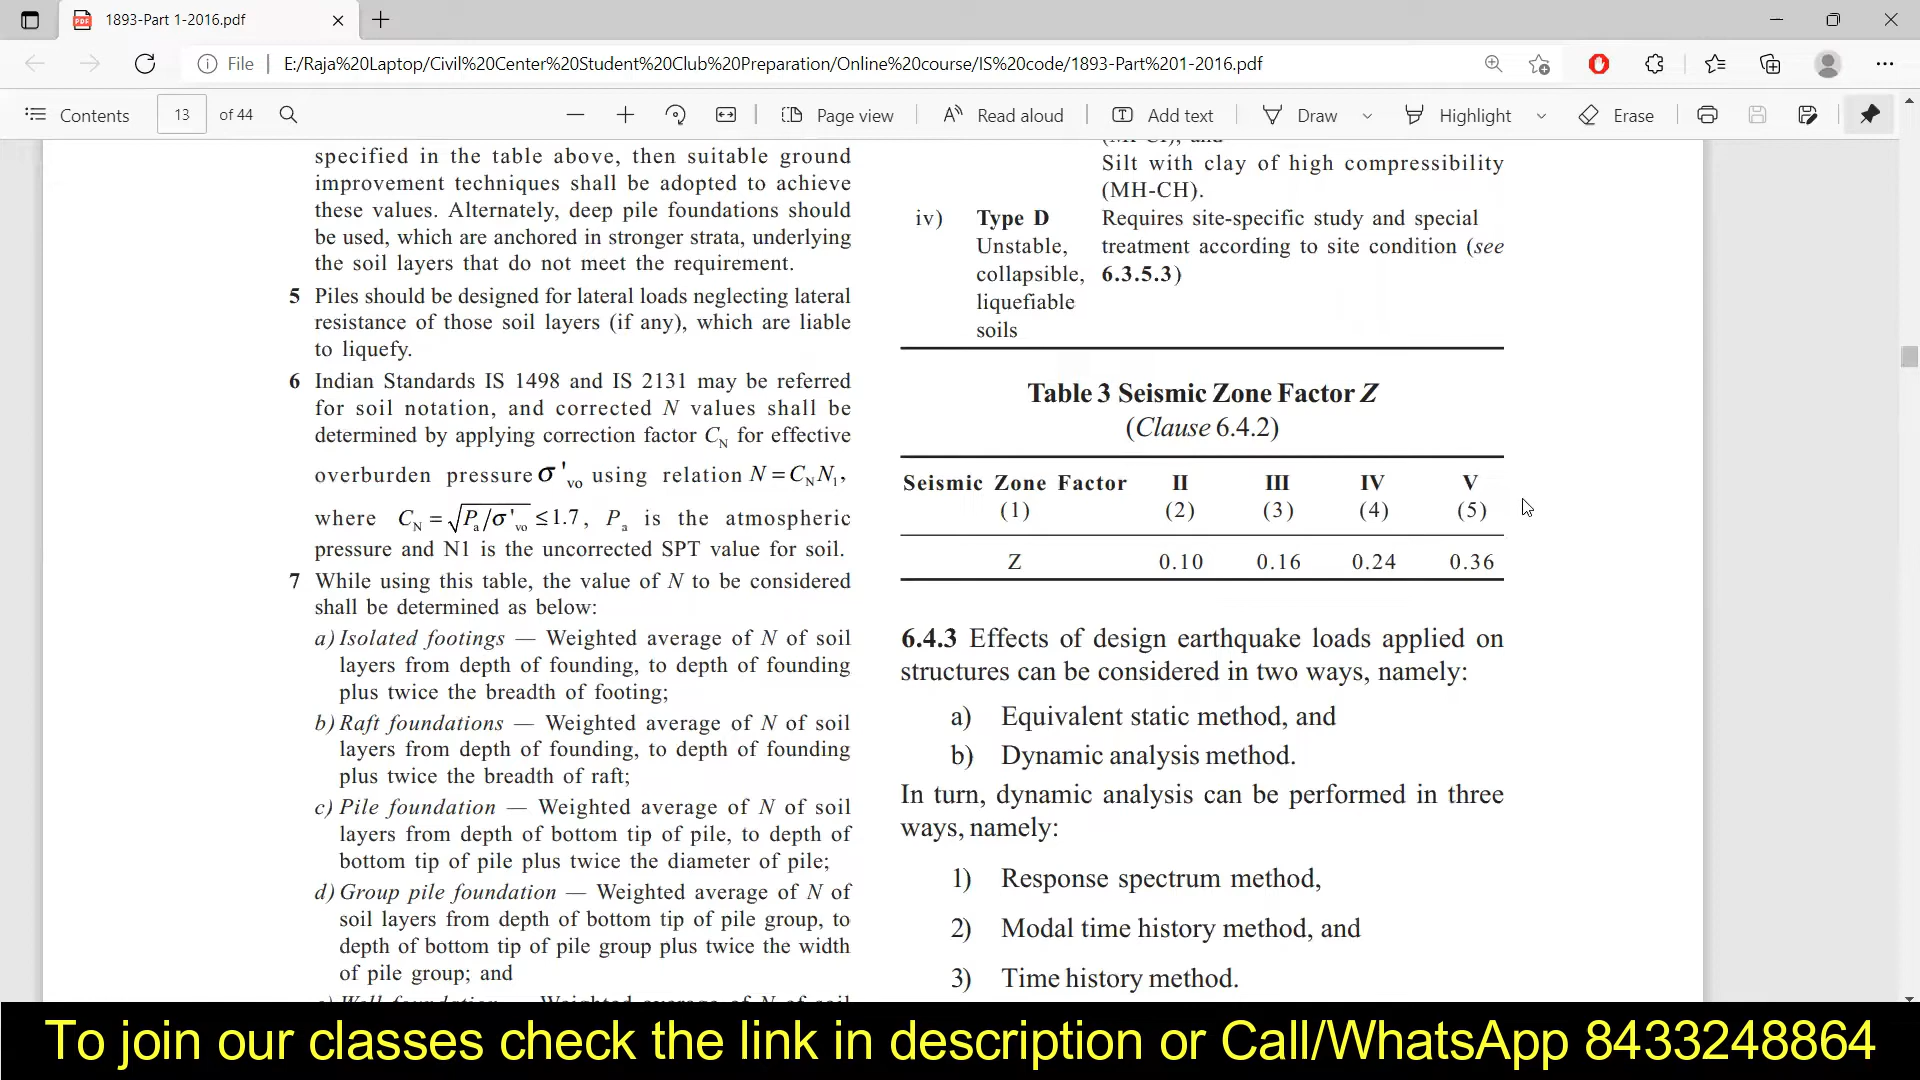 1893-Part 1-2016.pdf
File
E:/Raja%20Laptop/Civil%20Center%20Student%20Club%20Preparation/Online%20course/IS%20code/1893-Part%201-2016.pdf
Contents 13 of 44 Page view Read aloud Add text Draw Highlight Erase
specified in the table above, then suitable ground
improvement techniques shall be adopted to achieve
these values. Alternately, deep pile foundations should
be used, which are anchored in stronger strata, underlying
the soil layers that do not meet the requirement.
5 Piles should be designed for lateral loads neglecting lateral
resistance of those soil layers (if any), which are liable
to liquefy.
6 Indian Standards IS 1498 and IS 2131 may be referred
for soil notation, and corrected N values shall be
determined by applying correction factor C_N for effective
overburden pressure σ'_vo using relation N = C_N N_1,
where C_N = √(P_a/σ'_vo) ≤ 1.7, P_a is the atmospheric
pressure and N1 is the uncorrected SPT value for soil.
7 While using this table, the value of N to be considered
shall be determined as below:
a) Isolated footings — Weighted average of N of soil
layers from depth of founding, to depth of founding
plus twice the breadth of footing;
b) Raft foundations — Weighted average of N of soil
layers from depth of founding, to depth of founding
plus twice the breadth of raft;
c) Pile foundation — Weighted average of N of soil
layers from depth of bottom tip of pile, to depth of
bottom tip of pile plus twice the diameter of pile;
d) Group pile foundation — Weighted average of N of
soil layers from depth of bottom tip of pile group, to
depth of bottom tip of pile group plus twice the width
of pile group; and
Silt with clay of high compressibility
(MH-CH).
iv) Type D Requires site-specific study and special
Unstable, treatment according to site condition (see
collapsible, 6.3.5.3)
liquefiable
soils
Table 3 Seismic Zone Factor Z
(Clause 6.4.2)
Seismic Zone Factor II III IV V
(1) (2) (3) (4) (5)
Z 0.10 0.16 0.24 0.36
6.4.3 Effects of design earthquake loads applied on
structures can be considered in two ways, namely:
a) Equivalent static method, and
b) Dynamic analysis method.
In turn, dynamic analysis can be performed in three
ways, namely:
1) Response spectrum method,
2) Modal time history method, and
3) Time history method.
To join our classes check the link in description or Call/WhatsApp 8433248864